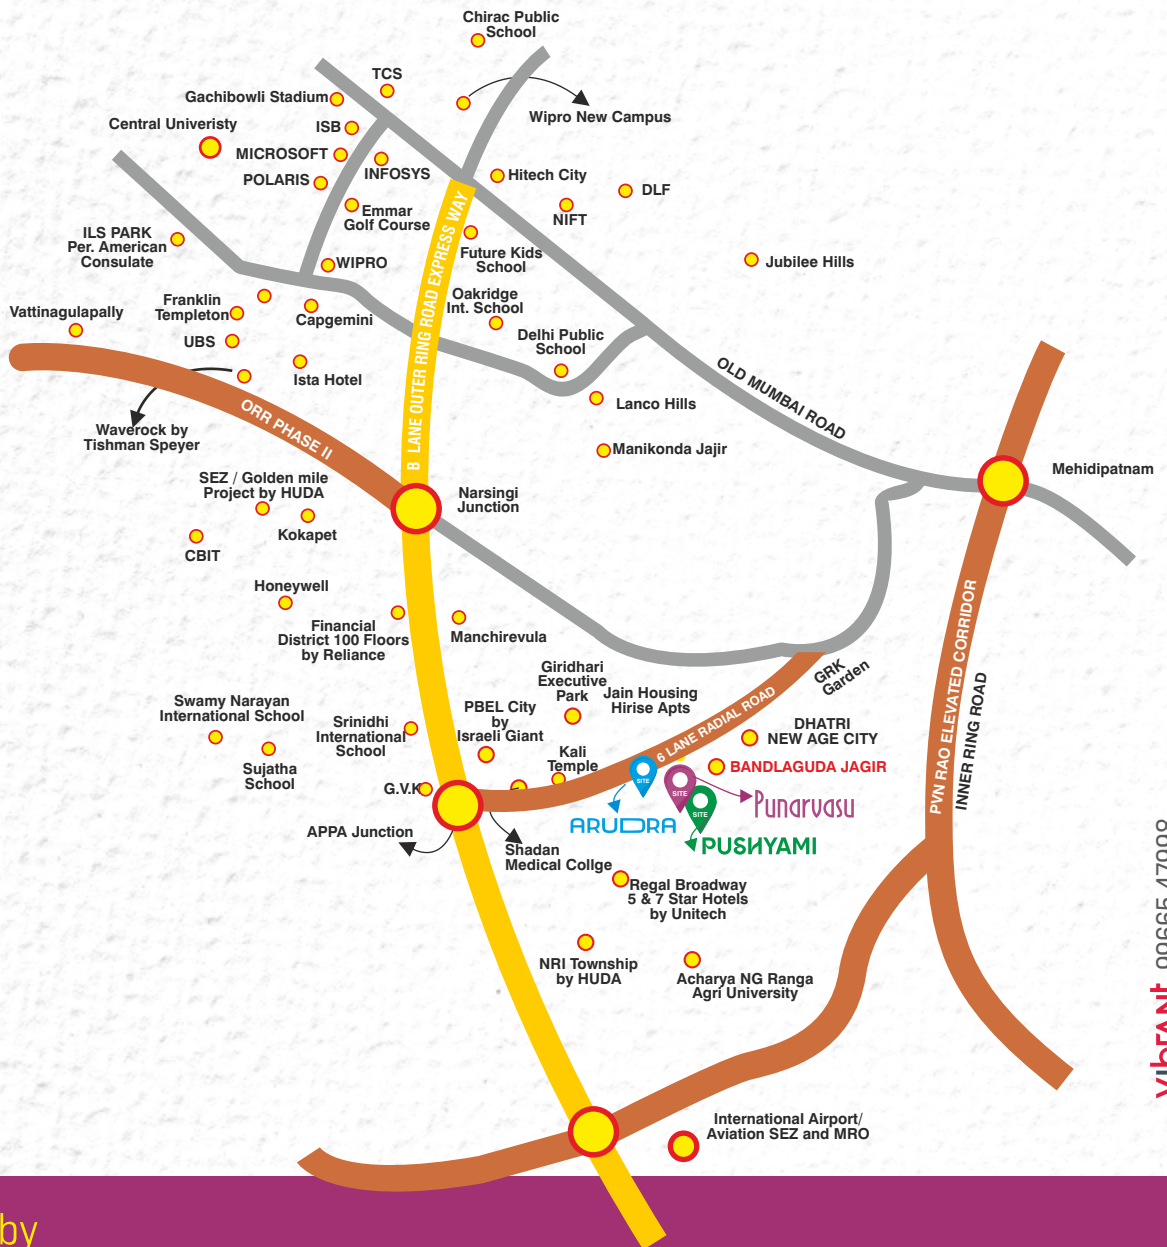 Chirac Public
School
TCS
Gachibowli Stadium
Wipro New Campus
Central Univeristy
ISB
MICROSOFT
INFOSYS
POLARIS
Hitech City
DLF
NIFT
Emmar
Golf Course
ILS PARK
Per. American
Consulate
WIPRO
Future Kids
School
Jubilee Hills
Franklin
Templeton
Capgemini
Oakridge
Int. School
Vattinagulapally
UBS
Delhi Public
School
Ista Hotel
B LANE OUTER RING ROAD EXPRESS WAY
OLD MUMBAI ROAD
Lanco Hills
ORR PHASE II
Waverock by
Tishman Speyer
Manikonda Jajir
Mehidipatnam
SEZ / Golden mile
Project by HUDA
Narsingi
Junction
Kokapet
CBIT
Honeywell
Financial
District 100 Floors
by Reliance
Manchirevula
PVN RAO ELEVATED CORRIDOR
INNER RING ROAD
Giridhari
Executive
Park
Jain Housing
Hirise Apts
GRK
Garden
6 LANE RADIAL ROAD
Swamy Narayan
International School
Srinidhi
International
School
PBEL City
by
Israeli Giant
DHATRI
NEW AGE CITY
Sujatha
School
Kali
Temple
BANDLAGUDA JAGIR
G.V.K
SITE
SITE
SITE
Punarvasu
ARUDRA
PUSHYAMI
APPA Junction
Shadan
Medical Collge
Regal Broadway
5 & 7 Star Hotels
by Unitech
NRI Township
by HUDA
Acharya NG Ranga
Agri University
International Airport/
Aviation SEZ and MRO
by